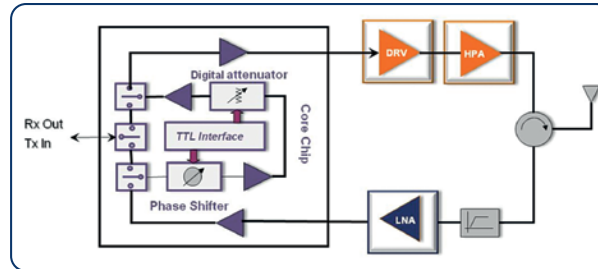 DRV
HPA
Digital attenuator
Rx Out
Tx In
TTL Interface
Core Chip
Phase Shifter
LNA